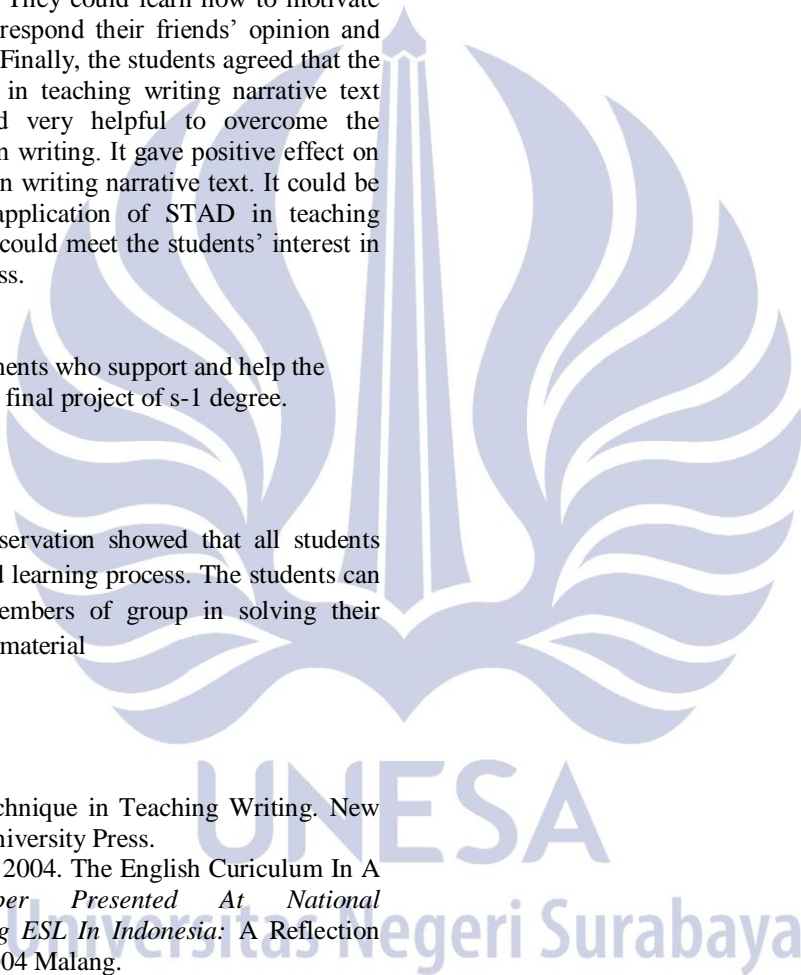 They could learn how to motivate
respond their friends' opinion and
Finally, the students agreed that the
in teaching writing narrative text
very helpful to overcome the
writing. It gave positive effect on
n writing narrative text. It could be
application of STAD in teaching
could meet the students' interest in
ss.
ments who support and help the
final project of s-1 degree.
servation showed that all students
d learning process. The students can
embers of group in solving their
material
chnique in Teaching Writing. New
niversity Press.
2004. The English Curiculum In A
per Presented At National
g ESL In Indonesia: A Reflection
04 Malang.
UNESA
Universitas Negeri Surabaya